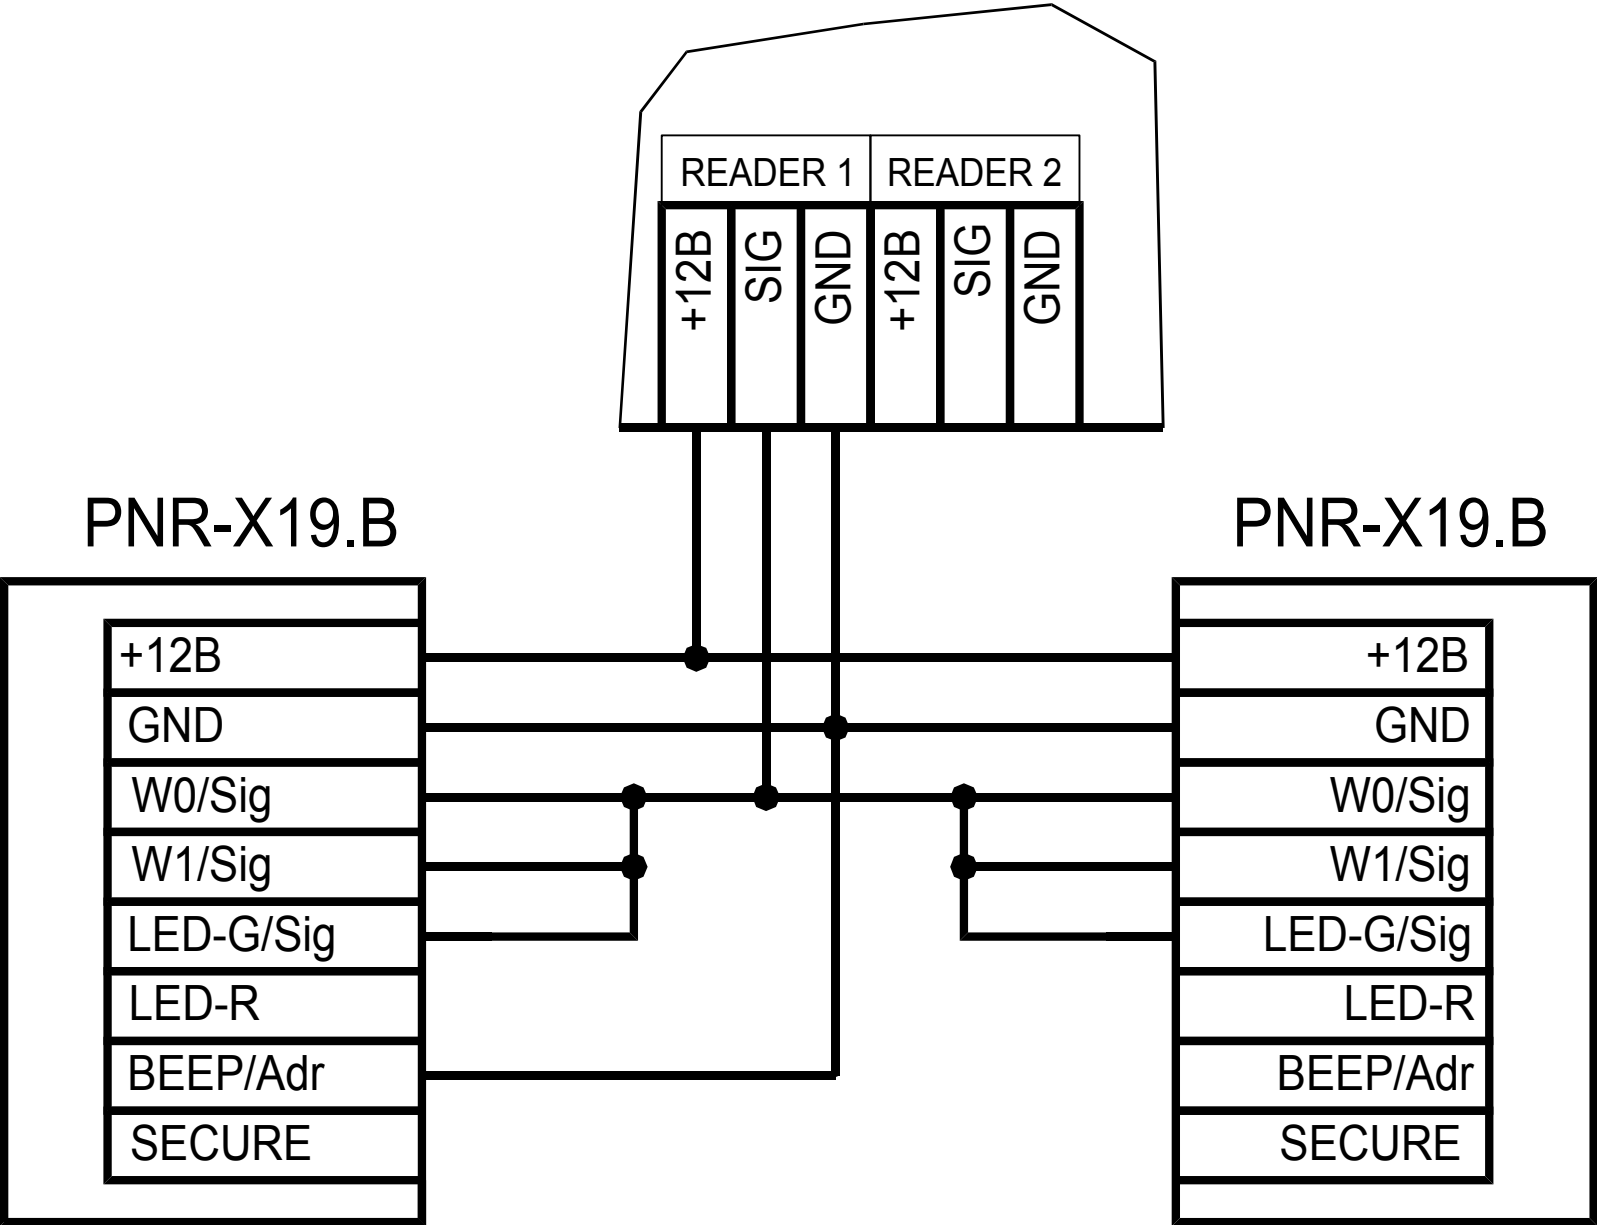 READER 1 READER 2
+12B SIG GND +12B SIG GND
PNR-X19.B
+12B
GND
W0/Sig
W1/Sig
LED-G/Sig
LED-R
BEEP/Adr
SECURE
PNR-X19.B
+12B
GND
W0/Sig
W1/Sig
LED-G/Sig
LED-R
BEEP/Adr
SECURE